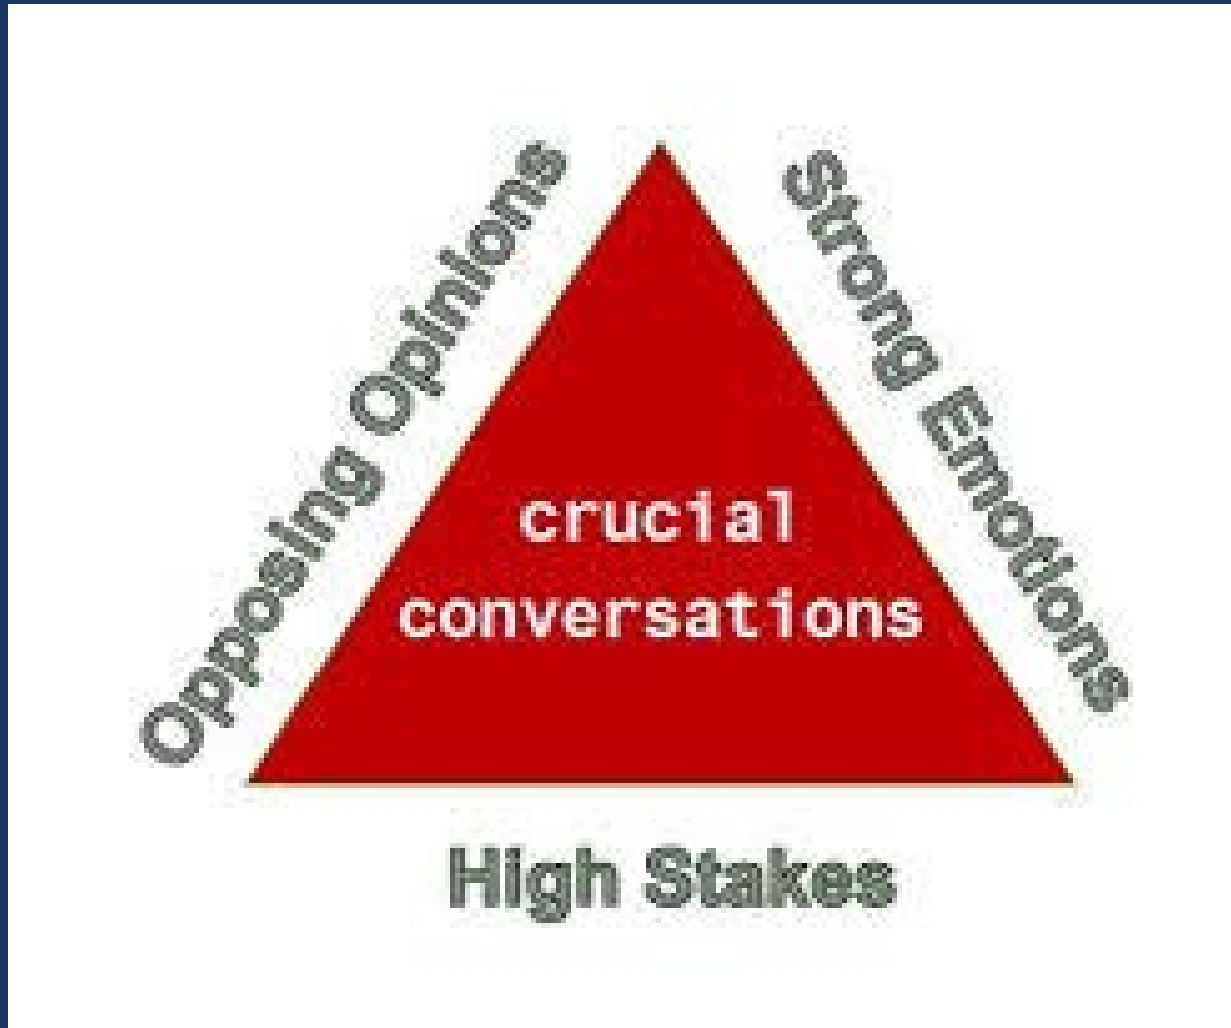 Opposing Opinions
Strong Emotions
crucial
conversations
High Stakes